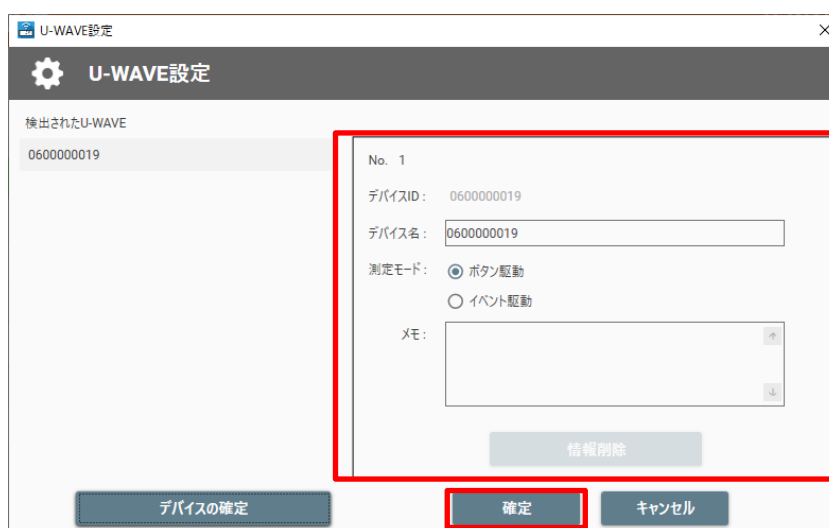 U-WAVE設定
U-WAVE設定
検出されたU-WAVE
0600000019
No. 1
デバイスID： 0600000019
デバイス名： 0600000019
測定モード： ボタン駆動
イベント駆動
メモ：
情報削除
デバイスの確定
確定
キャンセル